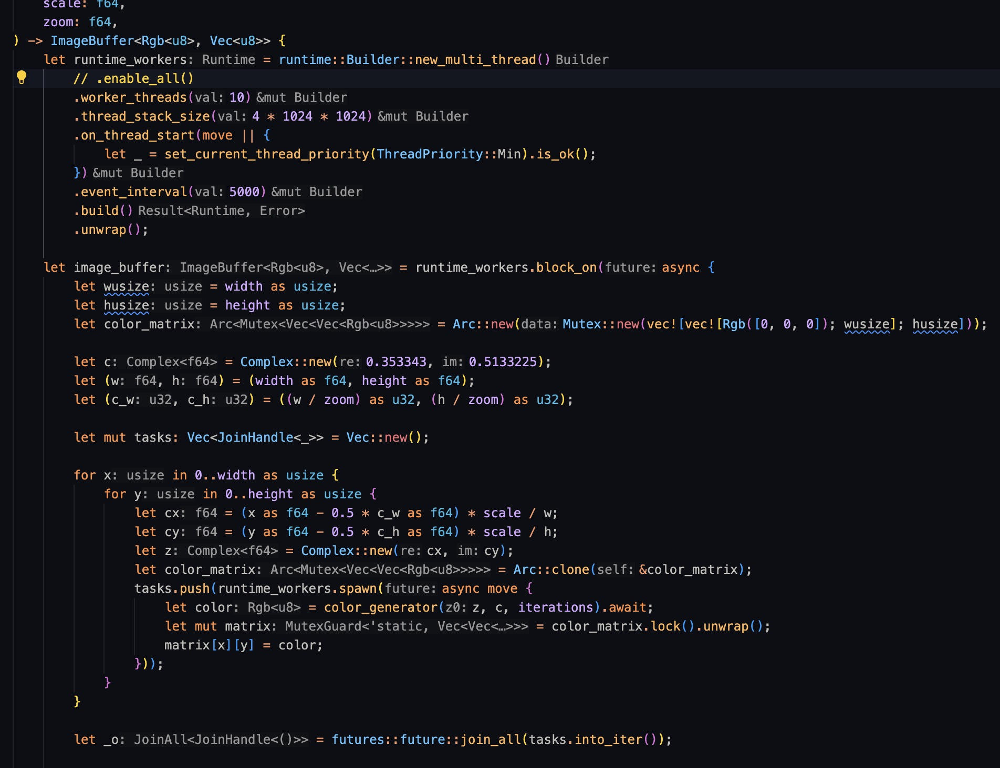 scale: f64,
zoom: f64,
) -> ImageBuffer<Rgb<u8>, Vec<u8>> {
let runtime_workers: Runtime = runtime::Builder::new_multi_thread() Builder
// .enable_all()
.worker_threads(val: 10) &mut Builder
.thread_stack_size(val: 4 * 1024 * 1024) &mut Builder
.on_thread_start(move || {
let _ = set_current_thread_priority(ThreadPriority::Min).is_ok();
}) &mut Builder
.event_interval(val: 5000) &mut Builder
.build() Result<Runtime, Error>
.unwrap();
let image_buffer: ImageBuffer<Rgb<u8>, Vec<…>> = runtime_workers.block_on(future: async {
let wusize: usize = width as usize;
let husize: usize = height as usize;
let color_matrix: Arc<Mutex<Vec<Vec<Rgb<u8>>>>> = Arc::new(data: Mutex::new(vec![vec![Rgb([0, 0, 0]); wusize]; husize]));
let c: Complex<f64> = Complex::new(re: 0.353343, im: 0.5133225);
let (w: f64, h: f64) = (width as f64, height as f64);
let (c_w: u32, c_h: u32) = ((w / zoom) as u32, (h / zoom) as u32);
let mut tasks: Vec<JoinHandle<_>> = Vec::new();
for x: usize in 0..width as usize {
for y: usize in 0..height as usize {
let cx: f64 = (x as f64 - 0.5 * c_w as f64) * scale / w;
let cy: f64 = (y as f64 - 0.5 * c_h as f64) * scale / h;
let z: Complex<f64> = Complex::new(re: cx, im: cy);
let color_matrix: Arc<Mutex<Vec<Vec<Rgb<u8>>>>> = Arc::clone(self: &color_matrix);
tasks.push(runtime_workers.spawn(future: async move {
let color: Rgb<u8> = color_generator(z0: z, c, iterations).await;
let mut matrix: MutexGuard<'static, Vec<Vec<…>>> = color_matrix.lock().unwrap();
matrix[x][y] = color;
}));
}
}
let _o: JoinAll<JoinHandle<()>> = futures::future::join_all(tasks.into_iter());